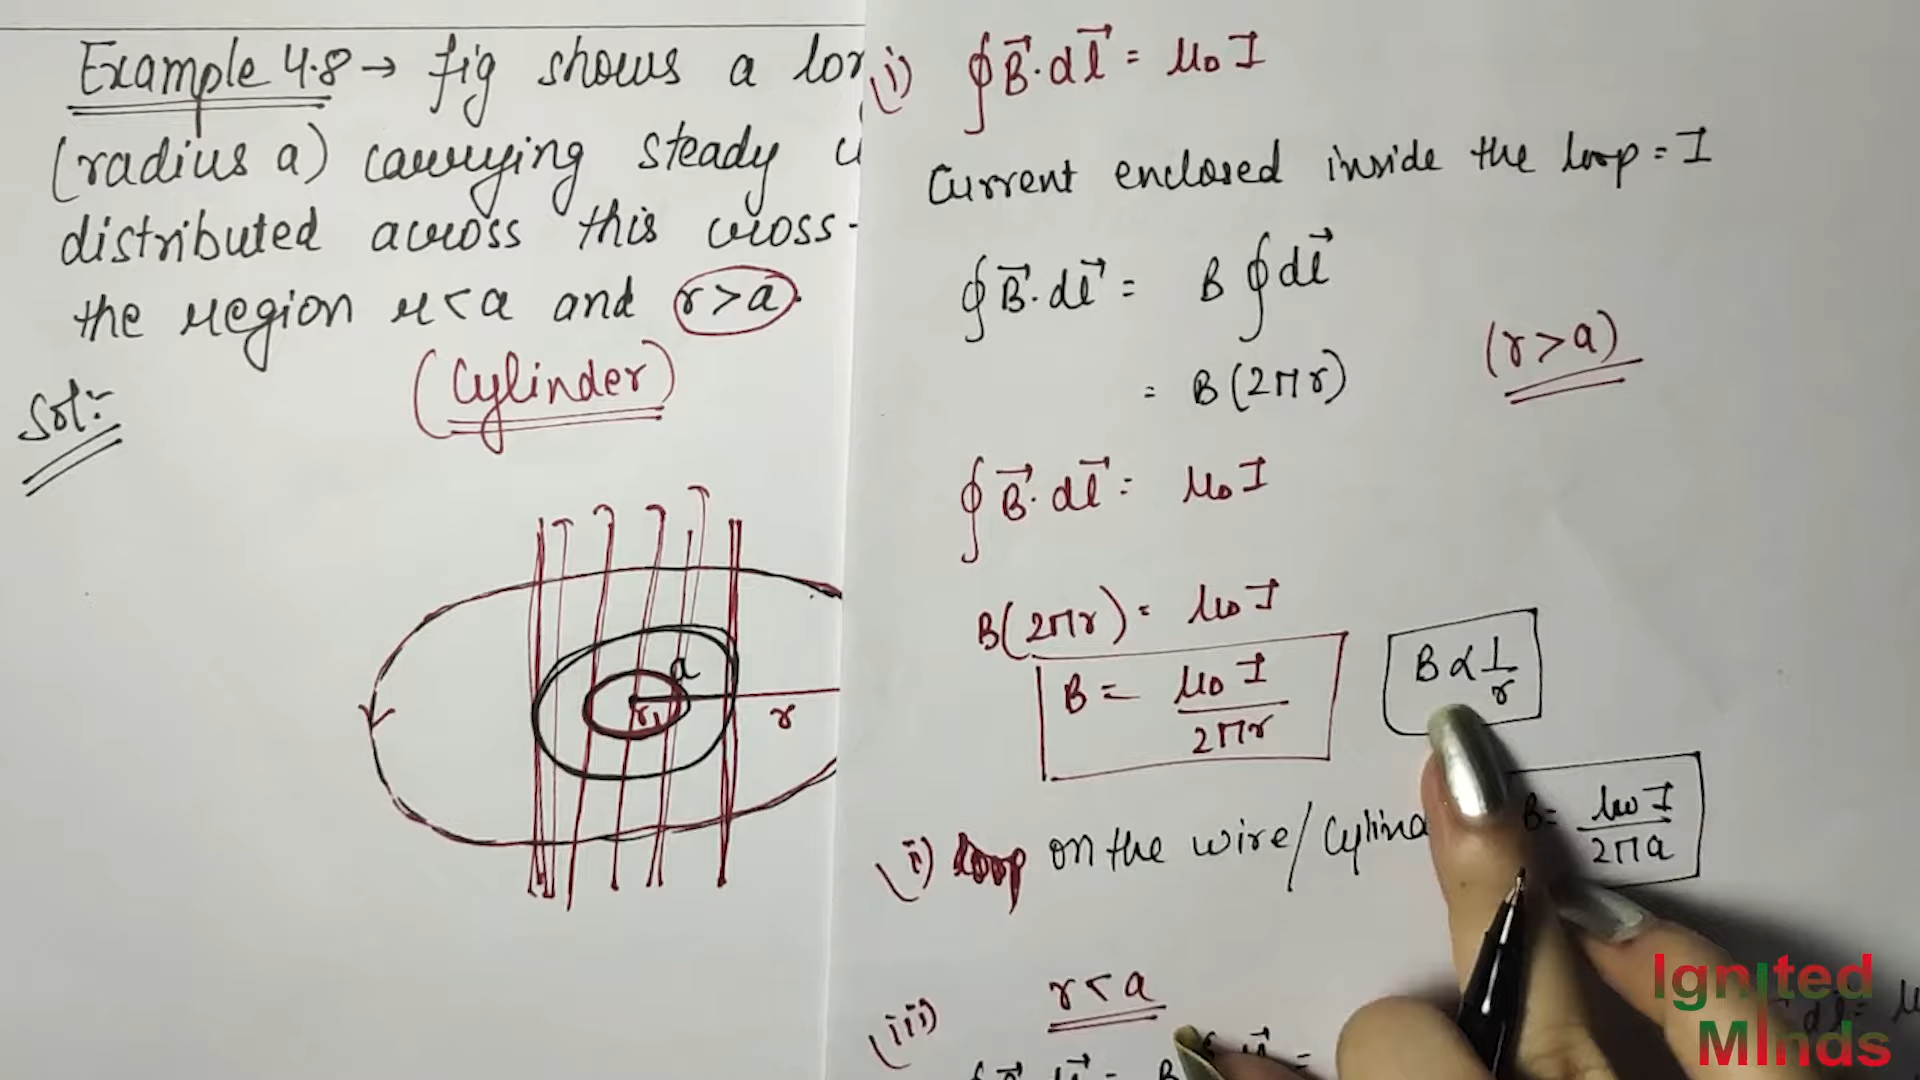 Example 4.8 → fig shows a lon
(radius a) carrying steady
distributed across this cross-
the region r < a and r > a.
(Cylinder)
Sol:-
a
r₁
r
(i) ∮B⃗.dl⃗ = μ₀I
Current enclosed inside the loop = I
∮B⃗.dl⃗ = B∮dl⃗
= B(2πr)
(r > a)
∮B⃗.dl⃗ = μ₀I
B(2πr) = μ₀I
B = μ₀I/2πr
B ∝ 1/r
(ii) loop on the wire/Cylind
B = μ₀I/2πa
(iii) r < a
Ignited
Minds